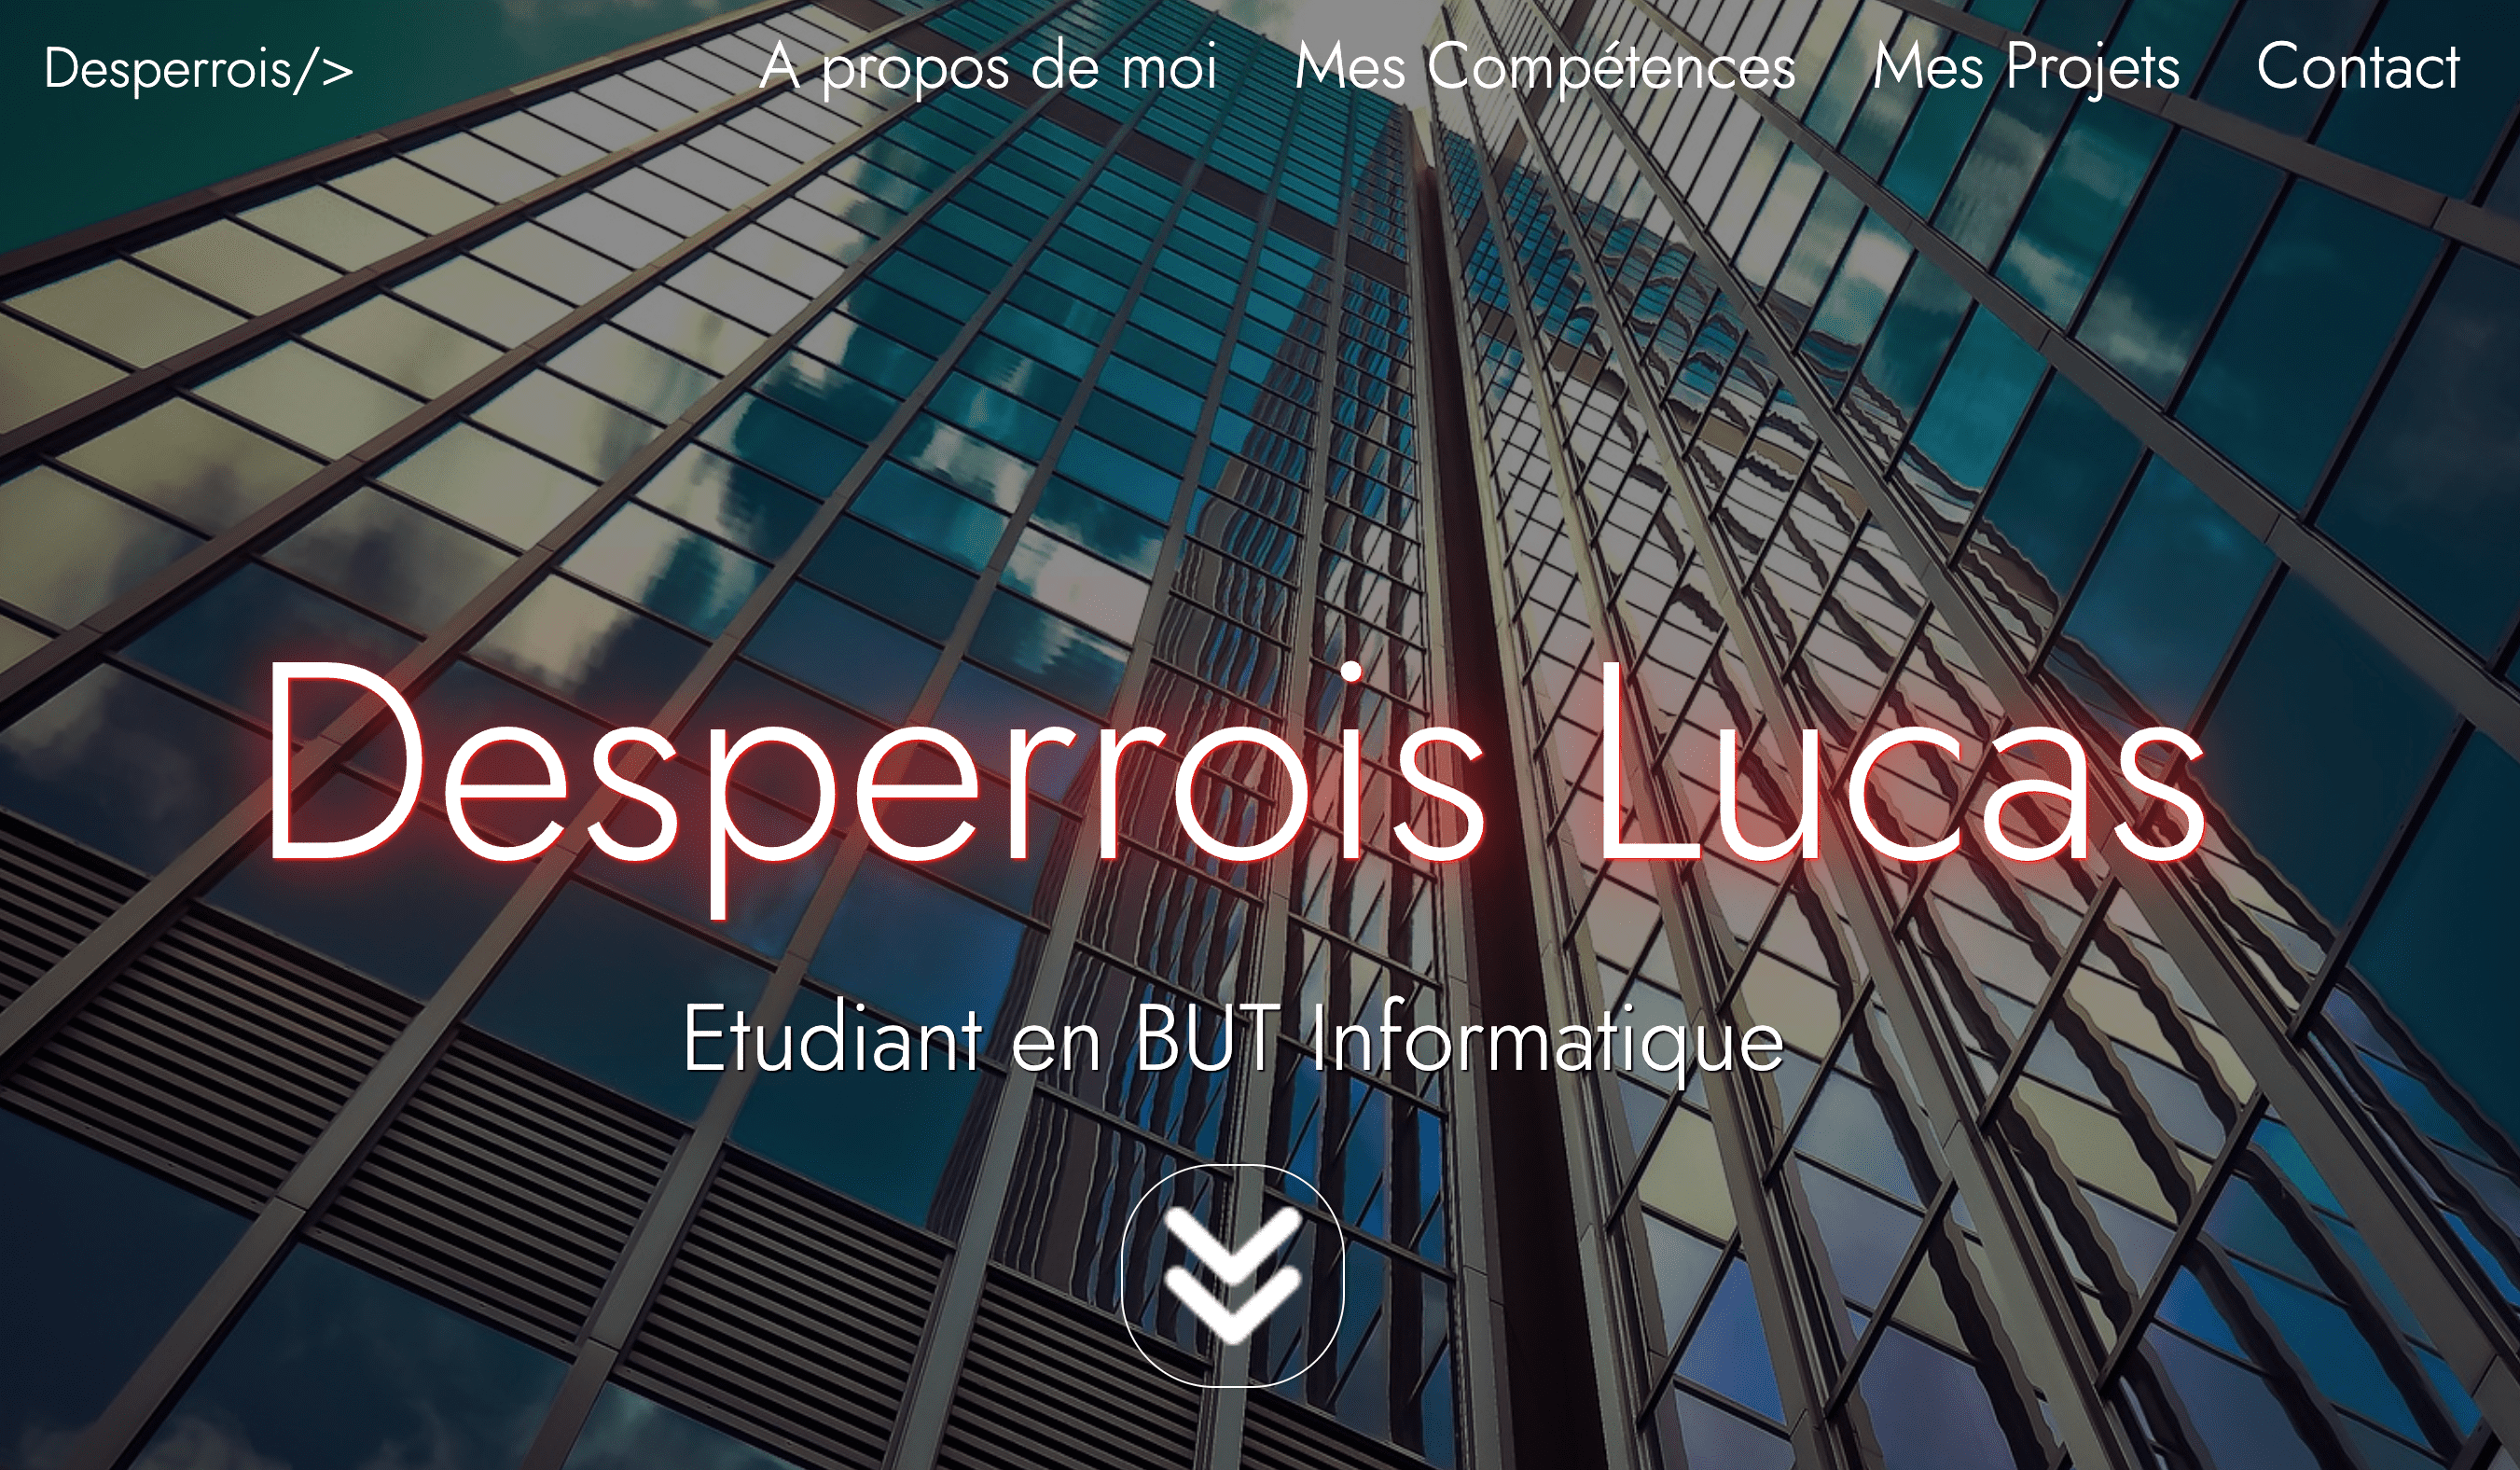 Desperrois/>
A propos de moi Mes Compétences Mes Projets Contact
Desperrois Lucas
Etudiant en BUT Informatique